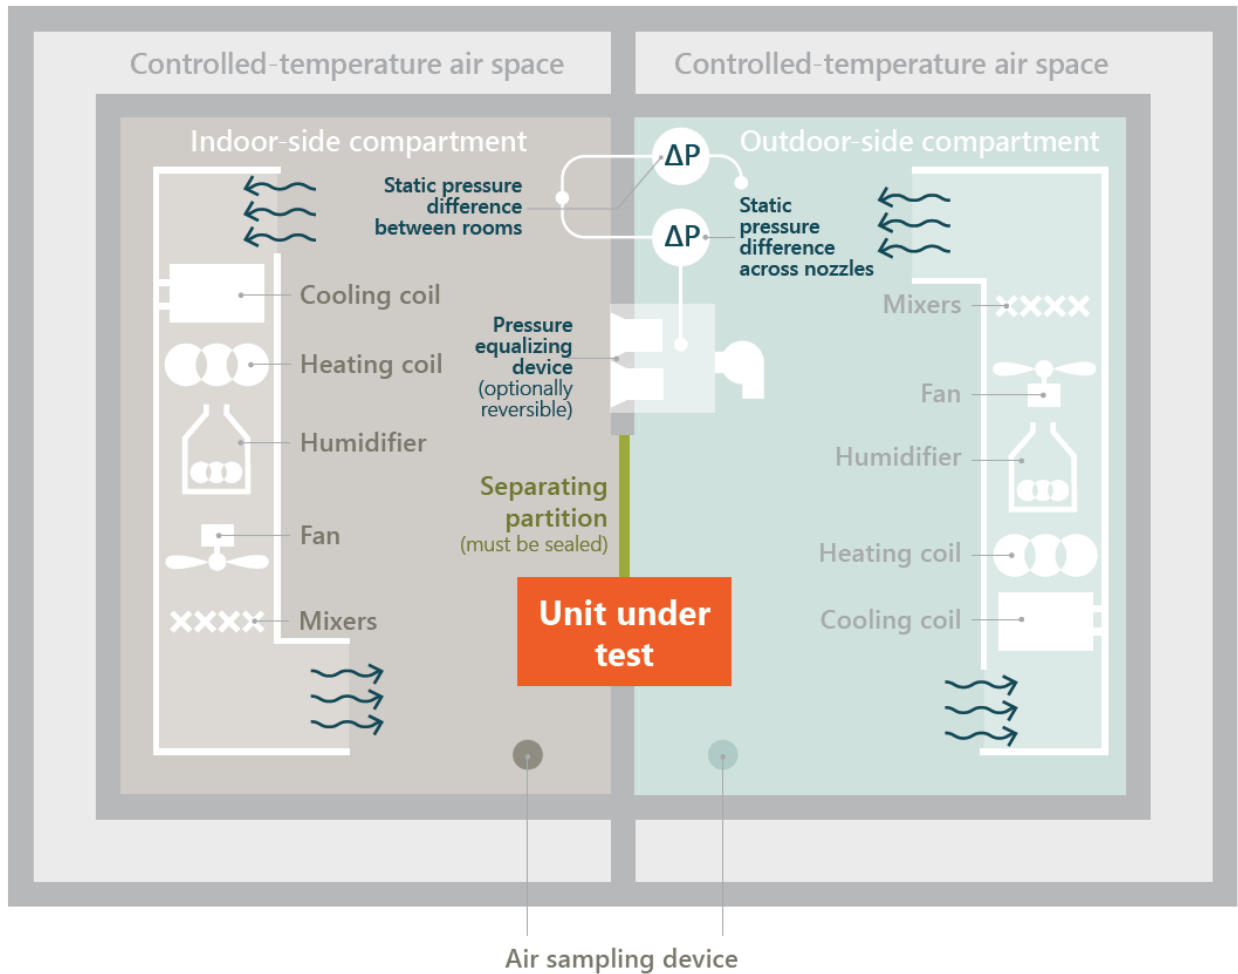 Controlled-temperature air space
Controlled-temperature air space
Indoor-side compartment
Outdoor-side compartment
Static pressure
difference
between rooms
ΔP
ΔP
Static
pressure
difference
across nozzles
Cooling coil
Heating coil
Humidifier
Fan
Mixers
Pressure
equalizing
device
(optionally
reversible)
Separating
partition
(must be sealed)
Unit under
test
Mixers
Fan
Humidifier
Heating coil
Cooling coil
Air sampling device